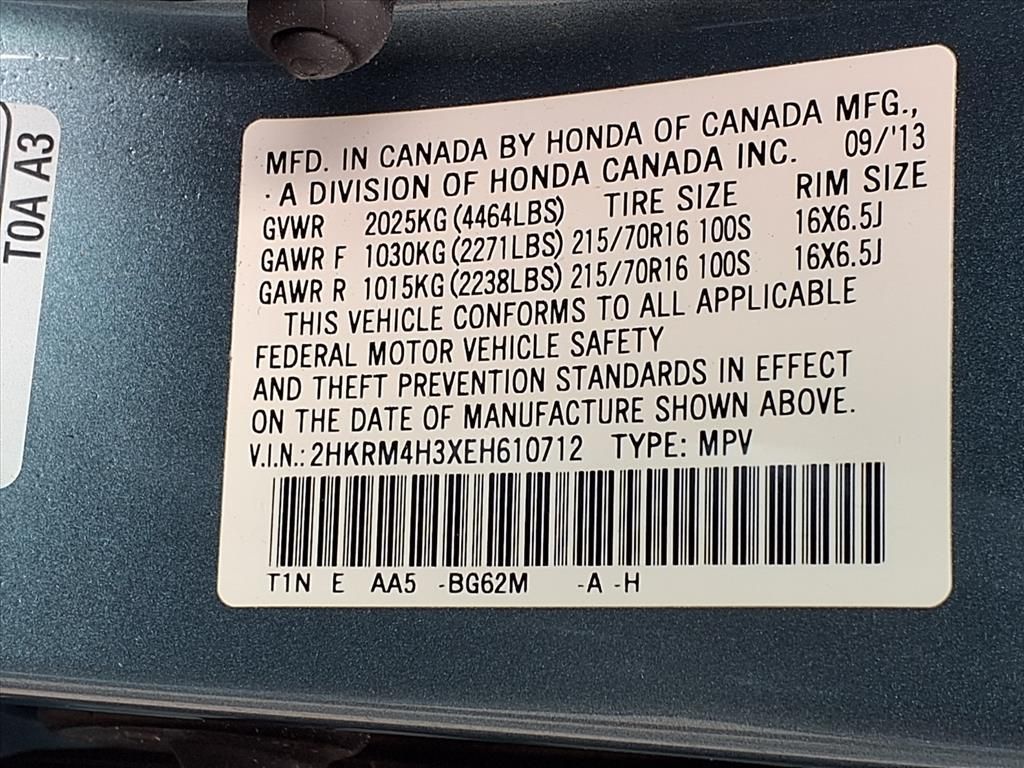 T0A A3
MFD. IN CANADA BY HONDA OF CANADA MFG.,
·A DIVISION OF HONDA CANADA INC. 09/'13
GVWR 2025KG(4464LBS) TIRE SIZE RIM SIZE
GAWR F 1030KG(2271LBS) 215/70R16 100S 16X6.5J
GAWR R 1015KG(2238LBS) 215/70R16 100S 16X6.5J
THIS VEHICLE CONFORMS TO ALL APPLICABLE
FEDERAL MOTOR VEHICLE SAFETY
AND THEFT PREVENTION STANDARDS IN EFFECT
ON THE DATE OF MANUFACTURE SHOWN ABOVE.
V.I.N.: 2HKRM4H3XEH610712 TYPE: MPV
T1N E AA5 -BG62M -A -H